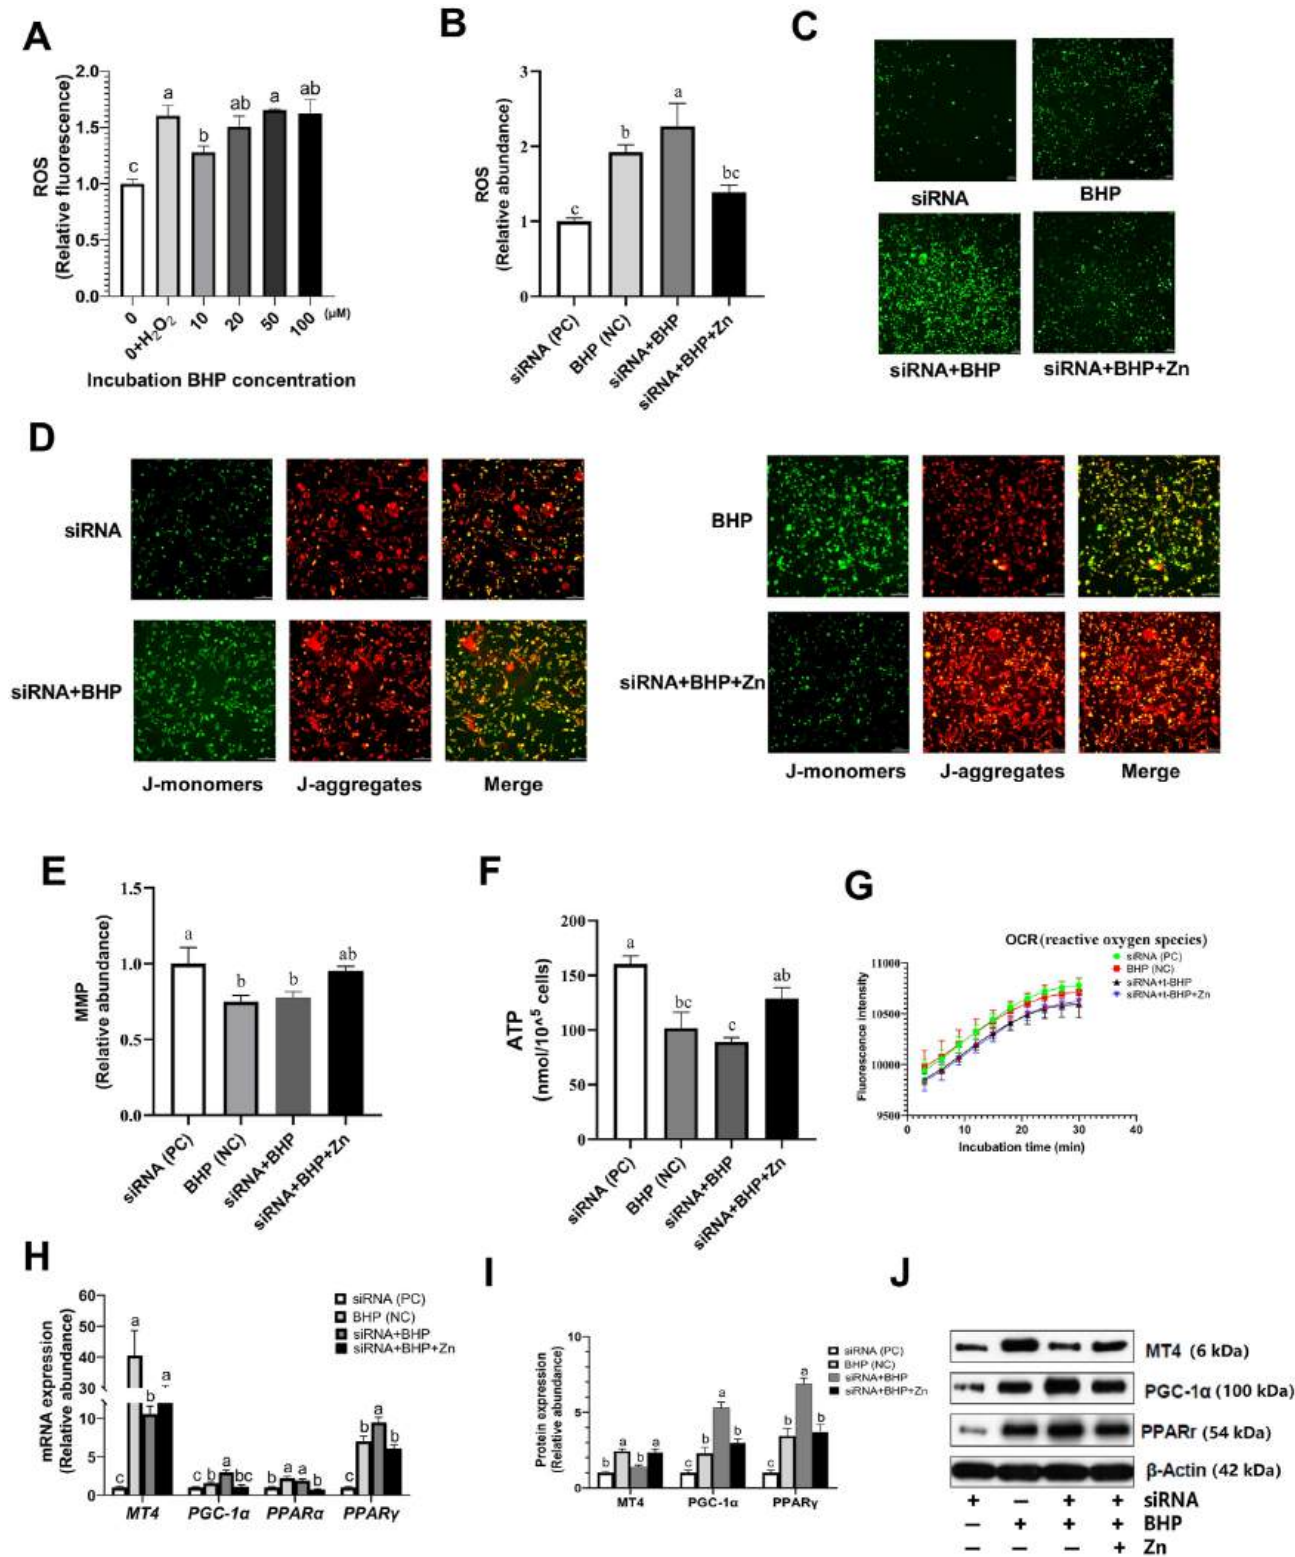 A
ROS
(Relative fluorescence)
2.0
1.5
1.0
0.5
0.0
c
a
b
ab
a
ab
0
0+H₂O₂
10
20
50
100
(μM)
Incubation BHP concentration
B
ROS
(Relative abundance)
3
2
1
0
c
b
a
bc
siRNA (PC)
BHP (NC)
siRNA+BHP
siRNA+BHP+Zn
C
siRNA
BHP
siRNA+BHP
siRNA+BHP+Zn
D
siRNA
siRNA+BHP
J-monomers
J-aggregates
Merge
BHP
siRNA+BHP+Zn
J-monomers
J-aggregates
Merge
E
MMP
(Relative abundance)
1.5
1.0
0.5
0.0
a
b
b
ab
siRNA (PC)
BHP (NC)
siRNA+BHP
siRNA+BHP+Zn
F
ATP
(nmol/10^5 cells)
200
150
100
50
0
a
bc
c
ab
siRNA (PC)
BHP (NC)
siRNA+BHP
siRNA+BHP+Zn
G
OCR (reactive oxygen species)
siRNA (PC)
BHP (NC)
siRNA+t-BHP
siRNA+t-BHP+Zn
Fluorescence intensity
11000
10500
10000
9500
0
10
20
30
40
Incubation time (min)
H
mRNA expression
(Relative abundance)
60
50
40
30
10
5
0
siRNA (PC)
BHP (NC)
siRNA+BHP
siRNA+BHP+Zn
c
a
b
a
c
b
a
bc
b
a
a
b
c
b
a
b
MT4
PGC-1α
PPARα
PPARγ
I
Protein expression
(Relative abundance)
10
5
0
siRNA (PC)
BHP (NC)
siRNA+BHP
siRNA+BHP+Zn
b
a
b
a
c
b
a
b
c
b
a
b
MT4
PGC-1α
PPARγ
J
MT4 (6 kDa)
PGC-1α (100 kDa)
PPARr (54 kDa)
β-Actin (42 kDa)
+ − + + siRNA
− + + + BHP
− − − + Zn